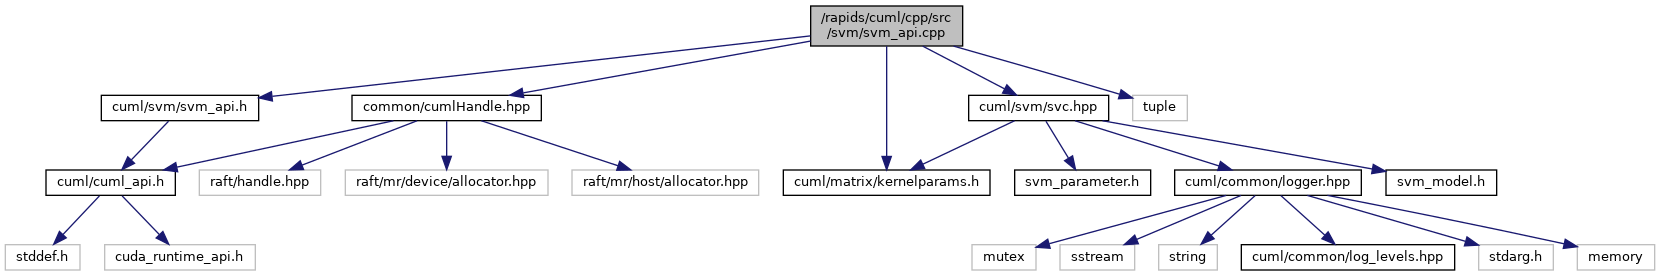 /rapids/cuml/cpp/src
/svm/svm_api.cpp
cuml/svm/svm_api.h
common/cumlHandle.hpp
cuml/svm/svc.hpp
tuple
cuml/cuml_api.h
raft/handle.hpp
raft/mr/device/allocator.hpp
raft/mr/host/allocator.hpp
cuml/matrix/kernelparams.h
svm_parameter.h
cuml/common/logger.hpp
svm_model.h
stddef.h
cuda_runtime_api.h
mutex
sstream
string
cuml/common/log_levels.hpp
stdarg.h
memory